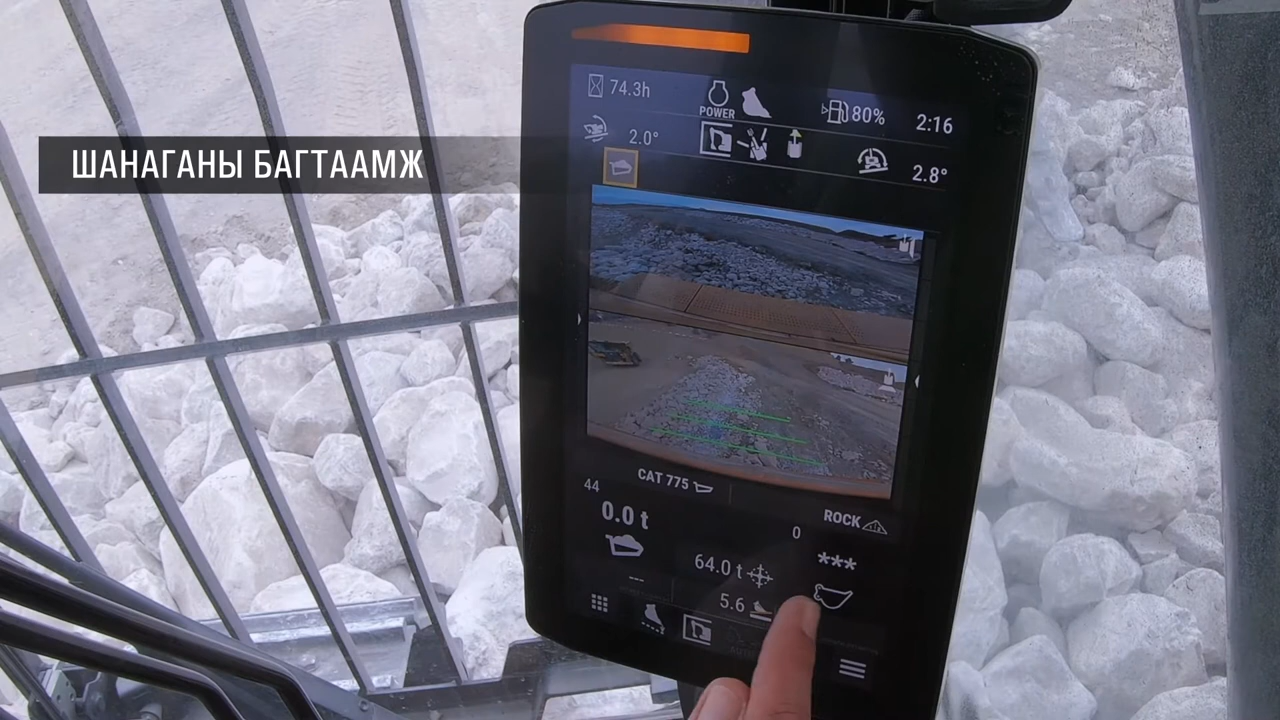 74.3h
POWER
80%
2:16
2.0°
2.8°
ШАНАГАНЫ БАГТААМЖ
CAT 775
44
ROCK
0.0 t
0
64.0 t
***
--
5.6